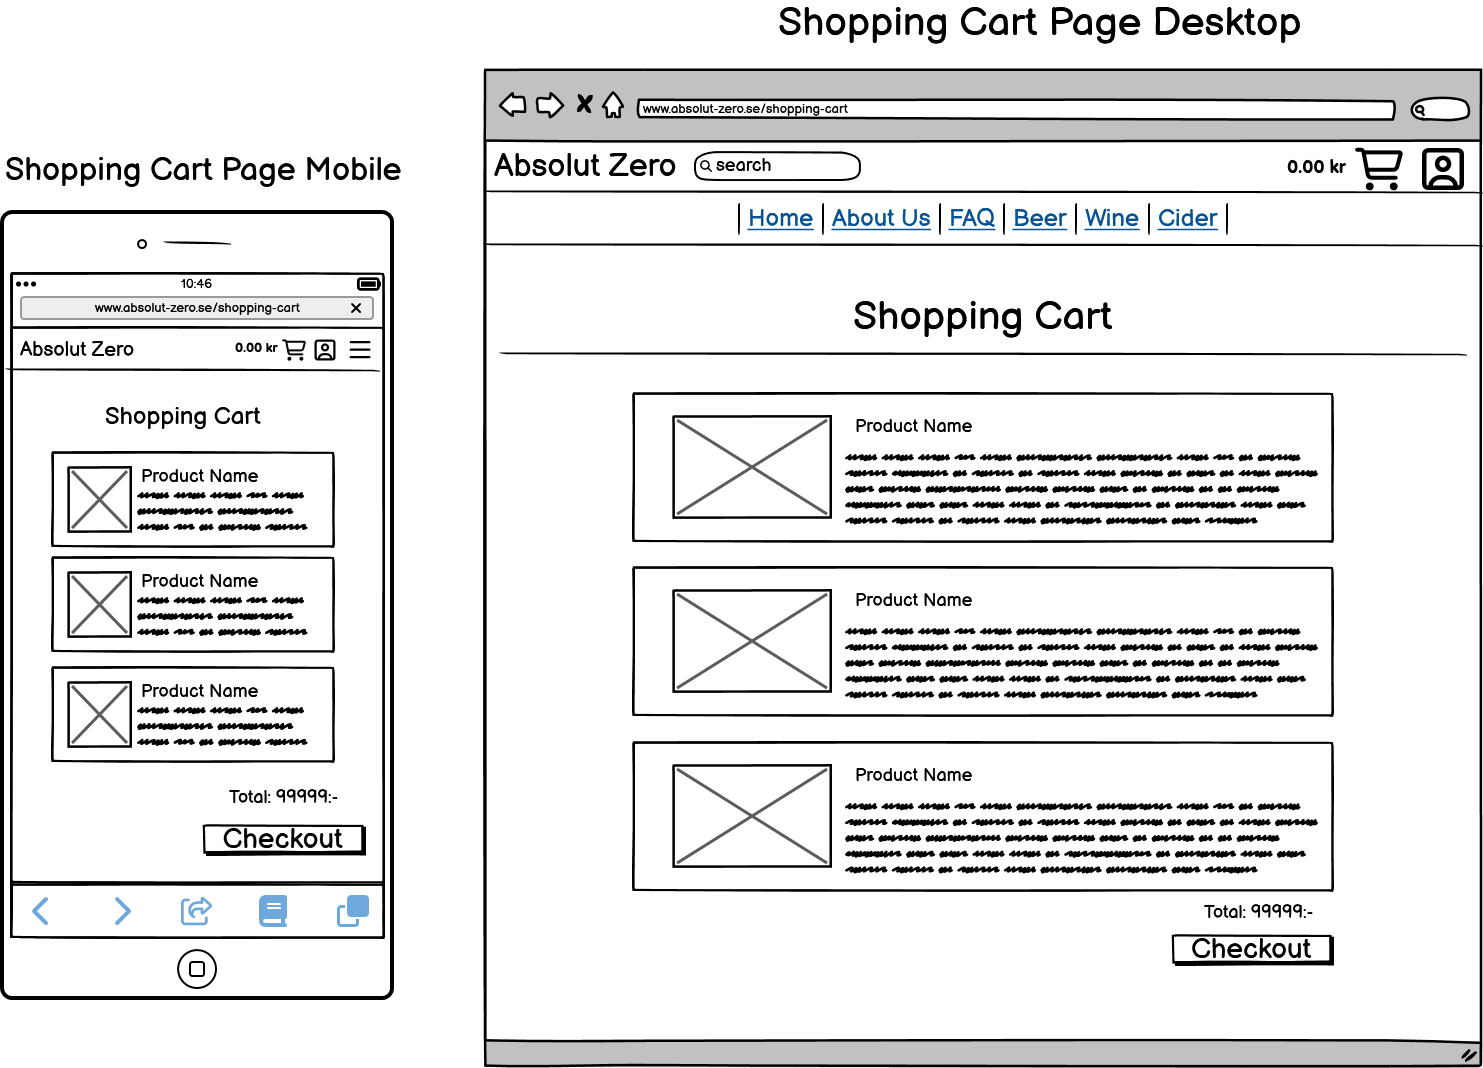 Shopping Cart Page Mobile
10:46
www.absolut-zero.se/shopping-cart
Absolut Zero 0.00 kr
Shopping Cart
Product Name
Product Name
Product Name
Total: 99999:-
Checkout
Shopping Cart Page Desktop
www.absolut-zero.se/shopping-cart
Absolut Zero search 0.00 kr
Home About Us FAQ Beer Wine Cider
Shopping Cart
Product Name
Product Name
Product Name
Total: 99999:-
Checkout